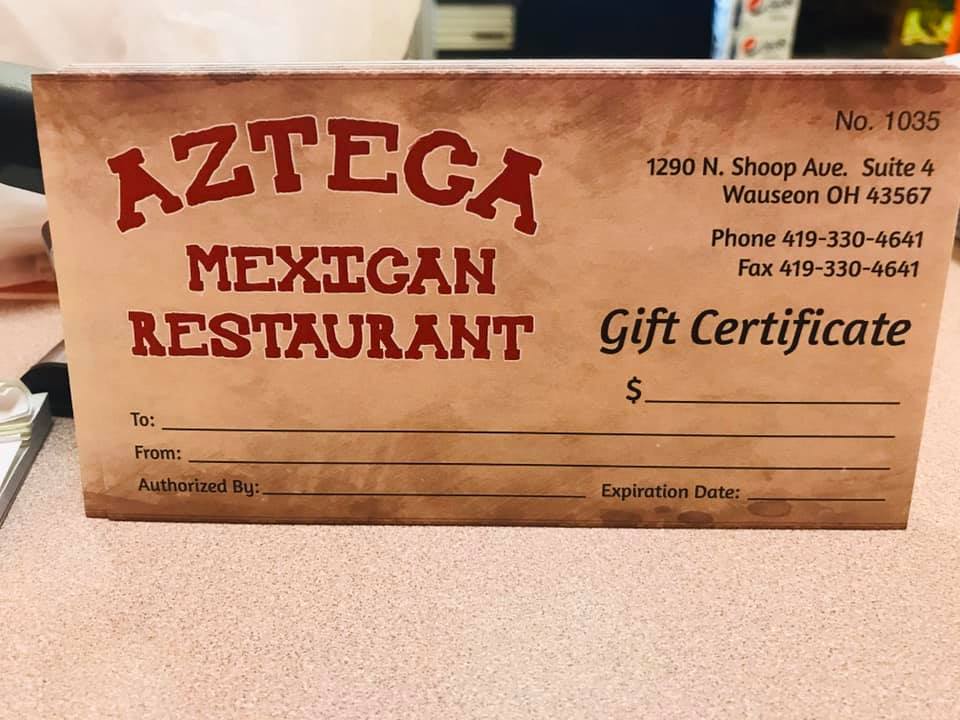 AZTECA
MEXICAN
RESTAURANT
No. 1035
1290 N. Shoop Ave. Suite 4
Wauseon OH 43567
Phone 419-330-4641
Fax 419-330-4641
Gift Certificate
$
To:
From:
Authorized By:
Expiration Date: